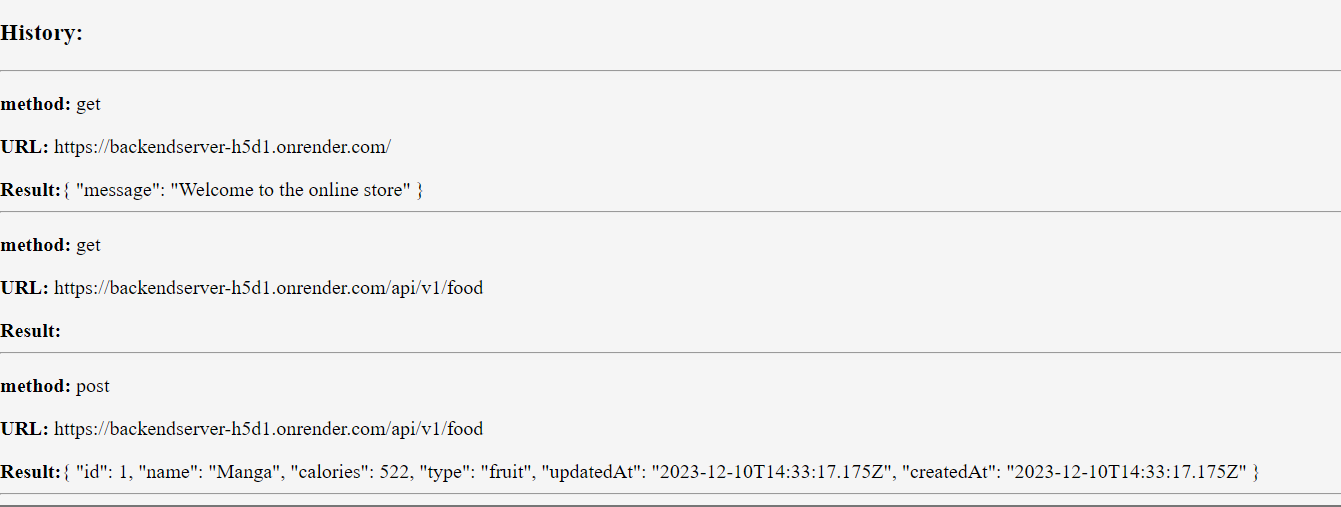 History:
method: get
URL: https://backendserver-h5d1.onrender.com/
Result:{ "message": "Welcome to the online store" }
method: get
URL: https://backendserver-h5d1.onrender.com/api/v1/food
Result:
method: post
URL: https://backendserver-h5d1.onrender.com/api/v1/food
Result:{ "id": 1, "name": "Manga", "calories": 522, "type": "fruit", "updatedAt": "2023-12-10T14:33:17.175Z", "createdAt": "2023-12-10T14:33:17.175Z" }